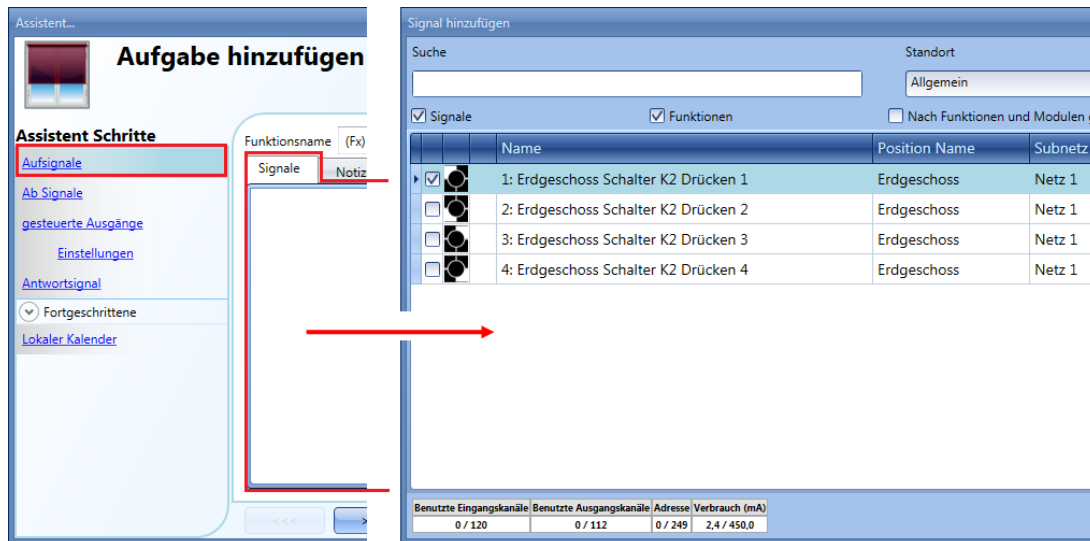 Assistent...
Aufgabe hinzufügen
Assistent Schritte
Aufsignale
Ab Signale
gesteuerte Ausgänge
Einstellungen
Antwortsignal
Fortgeschrittene
Lokaler Kalender
Funktionsname (Fx)
Signale Notiz
<<< >
Signal hinzufügen
Suche Standort
Allgemein
Signale Funktionen Nach Funktionen und Modulen g
Name Position Name Subnetz
1: Erdgeschoss Schalter K2 Drücken 1 Erdgeschoss Netz 1
2: Erdgeschoss Schalter K2 Drücken 2 Erdgeschoss Netz 1
3: Erdgeschoss Schalter K2 Drücken 3 Erdgeschoss Netz 1
4: Erdgeschoss Schalter K2 Drücken 4 Erdgeschoss Netz 1
Benutzte Eingangskanäle Benutzte Ausgangskanäle Adresse Verbrauch (mA)
0 / 120 0 / 112 0 / 249 2,4 / 450,0